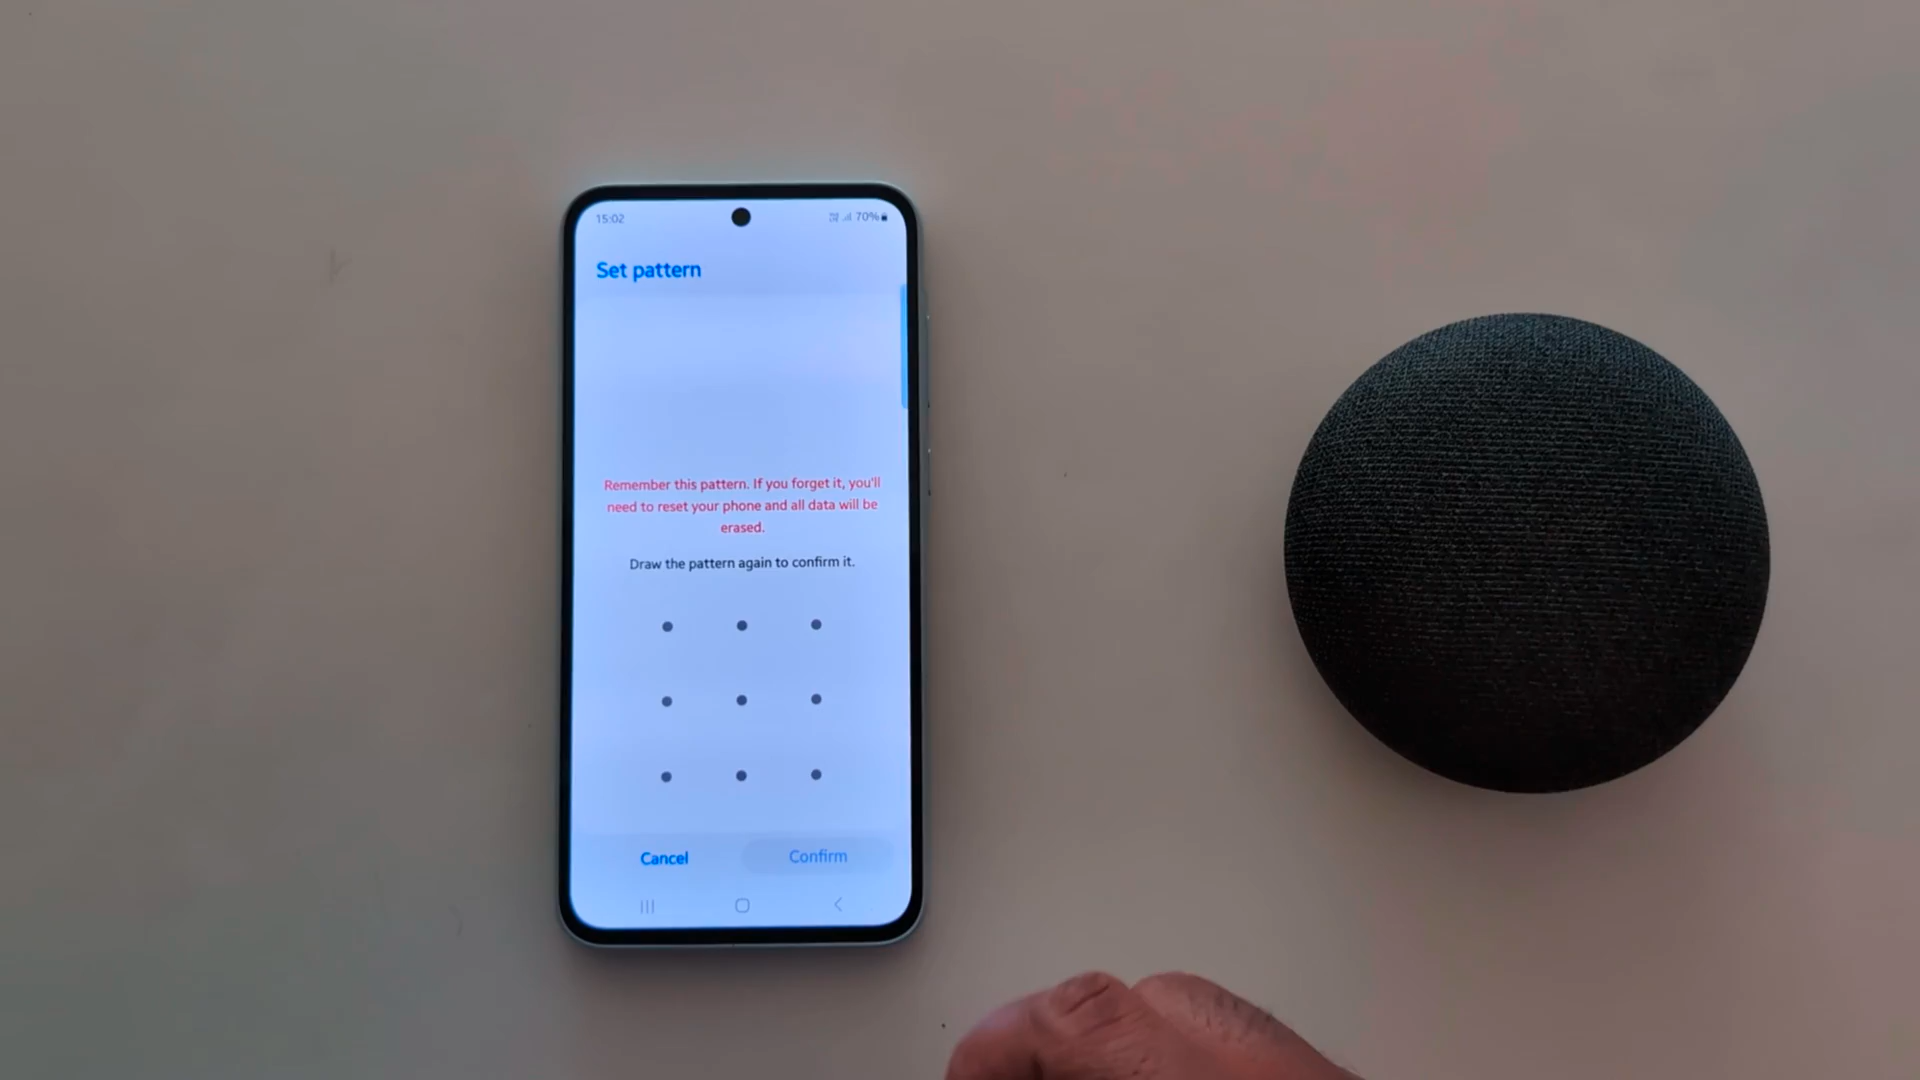 15:02
70%
Set pattern
Remember this pattern. If you forget it, you'll
need to reset your phone and all data will be
erased.
Draw the pattern again to confirm it.
Cancel
Confirm